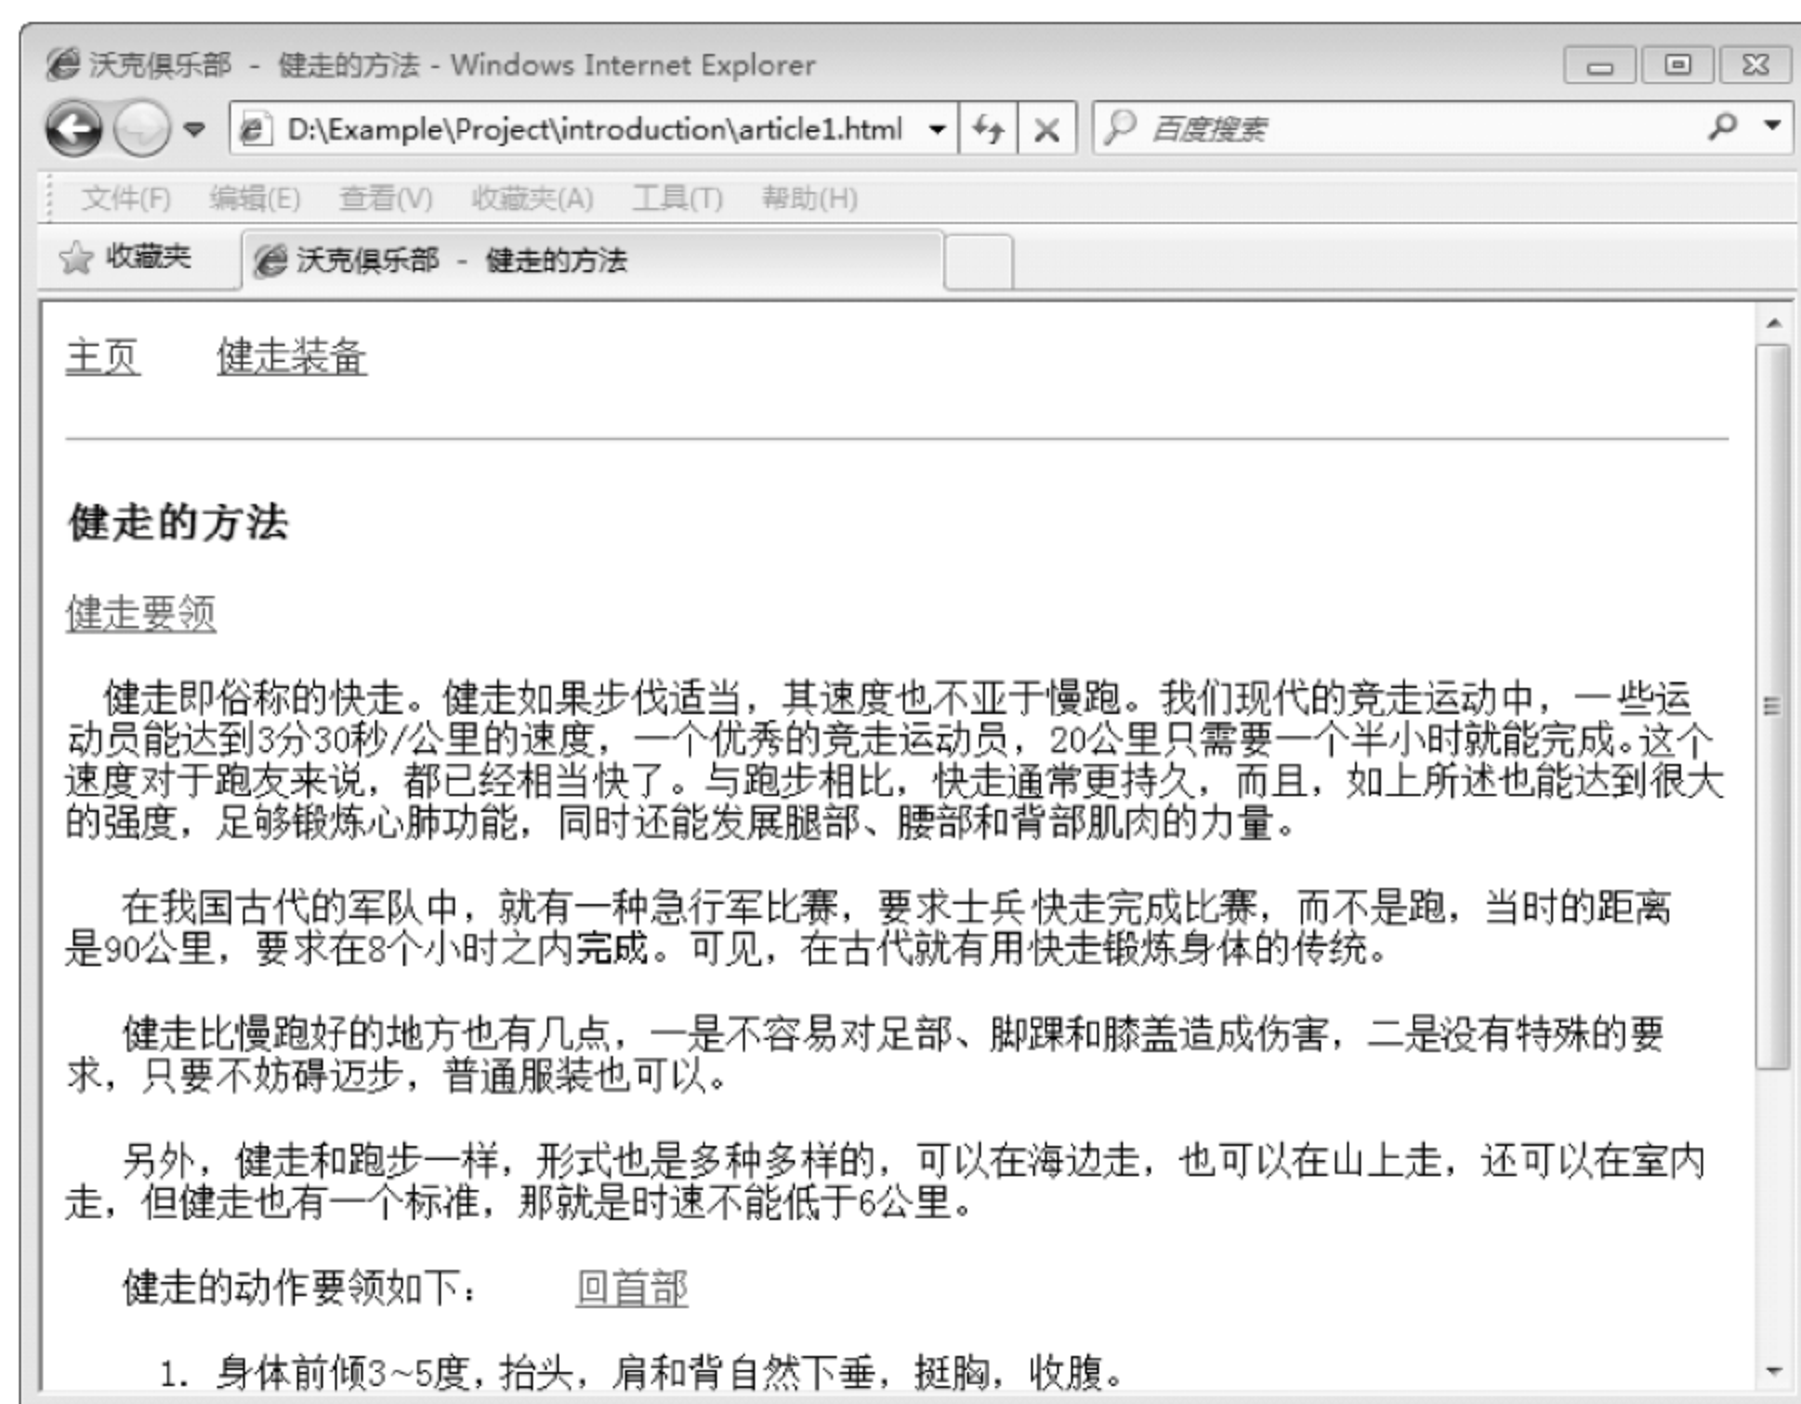 沃克俱乐部 - 健走的方法 - Windows Internet Explorer
D:\Example\Project\introduction\article1.html 百度搜索
文件(F) 编辑(E) 查看(V) 收藏夹(A) 工具(T) 帮助(H)
收藏夹 沃克俱乐部 - 健走的方法
主页 健走装备
健走的方法
健走要领
健走即俗称的快走。健走如果步伐适当，其速度也不亚于慢跑。我们现代的竞走运动中，一些运
动员能达到3分30秒/公里的速度，一个优秀的竞走运动员，20公里只需要一个半小时就能完成。这个
速度对于跑友来说，都已经相当快了。与跑步相比，快走通常更持久，而且，如上所述也能达到很大
的强度，足够锻炼心肺功能，同时还能发展腿部、腰部和背部肌肉的力量。
在我国古代的军队中，就有一种急行军比赛，要求士兵快走完成比赛，而不是跑，当时的距离
是90公里，要求在8个小时之内完成。可见，在古代就有用快走锻炼身体的传统。
健走比慢跑好的地方也有几点，一是不容易对足部、脚踝和膝盖造成伤害，二是没有特殊的要
求，只要不妨碍迈步，普通服装也可以。
另外，健走和跑步一样，形式也是多种多样的，可以在海边走，也可以在山上走，还可以在室内
走，但健走也有一个标准，那就是时速不能低于6公里。
健走的动作要领如下： 回首部
1. 身体前倾3~5度，抬头，肩和背自然下垂，挺胸，收腹。